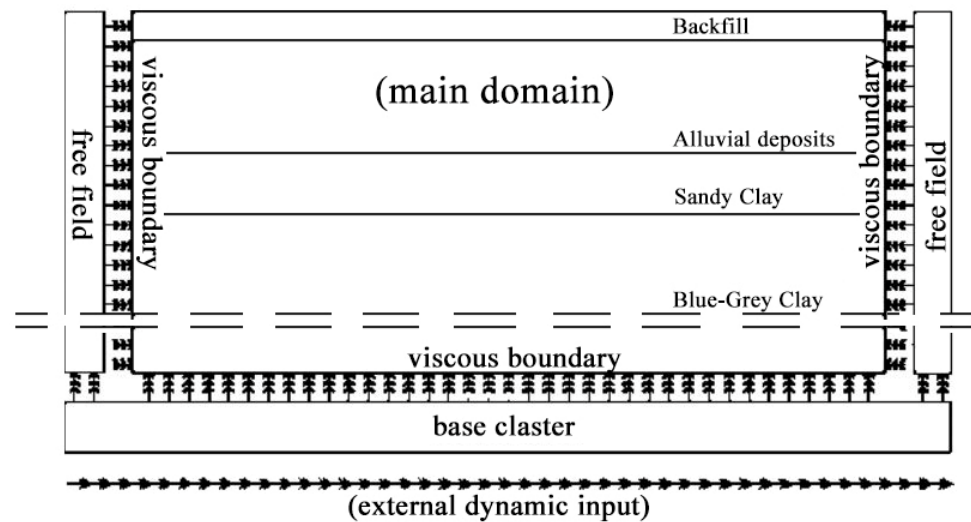 Backfill
(main domain)
viscous boundary
viscous boundary
free field
free field
Alluvial deposits
Sandy Clay
Blue-Grey Clay
viscous boundary
base claster
(external dynamic input)